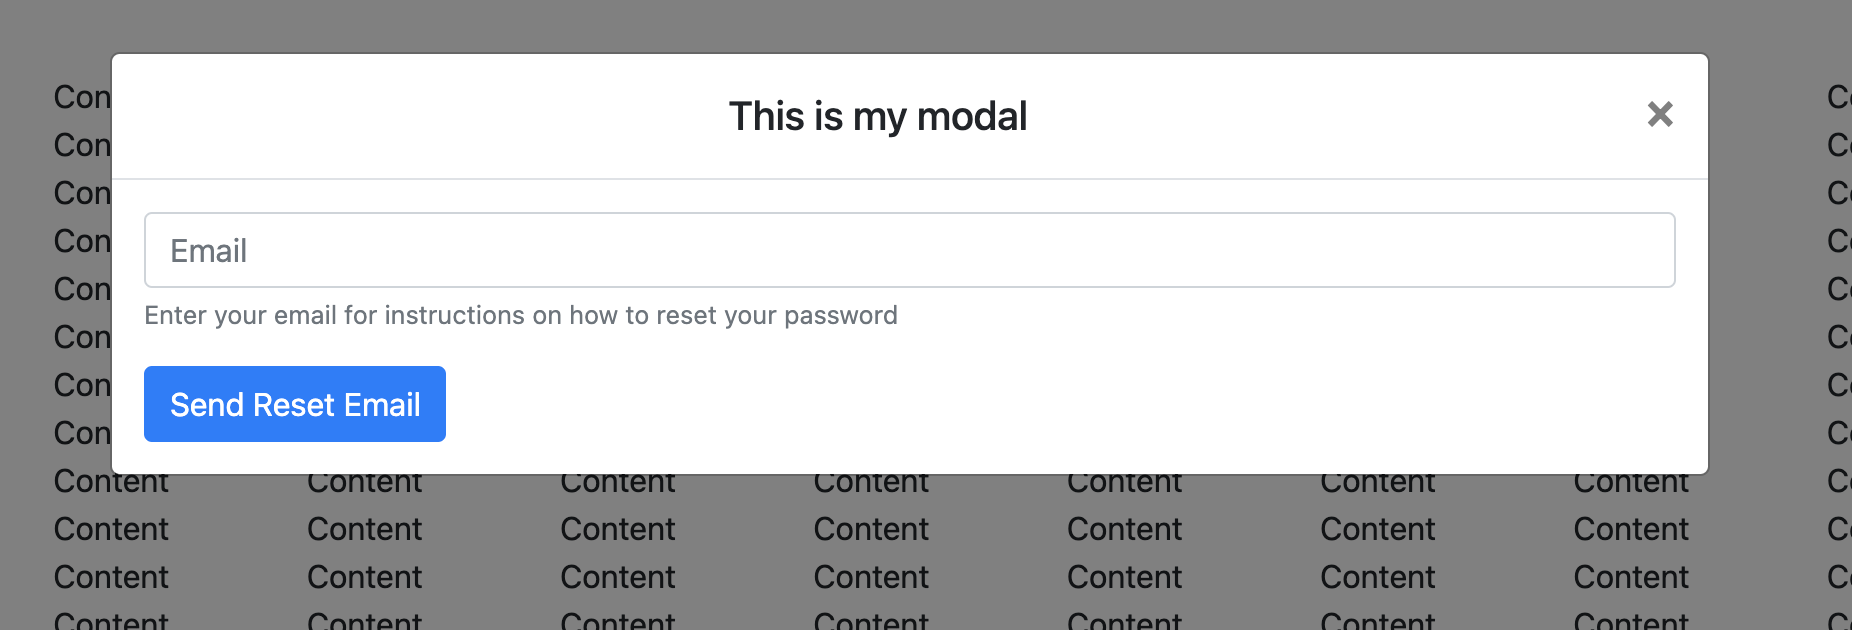 This is my modal
×
Email
Enter your email for instructions on how to reset your password
Send Reset Email
Content Content Content Content Content Content Content
Content Content Content Content Content Content Content
Content Content Content Content Content Content Content
Content Content Content Content Content Content Content